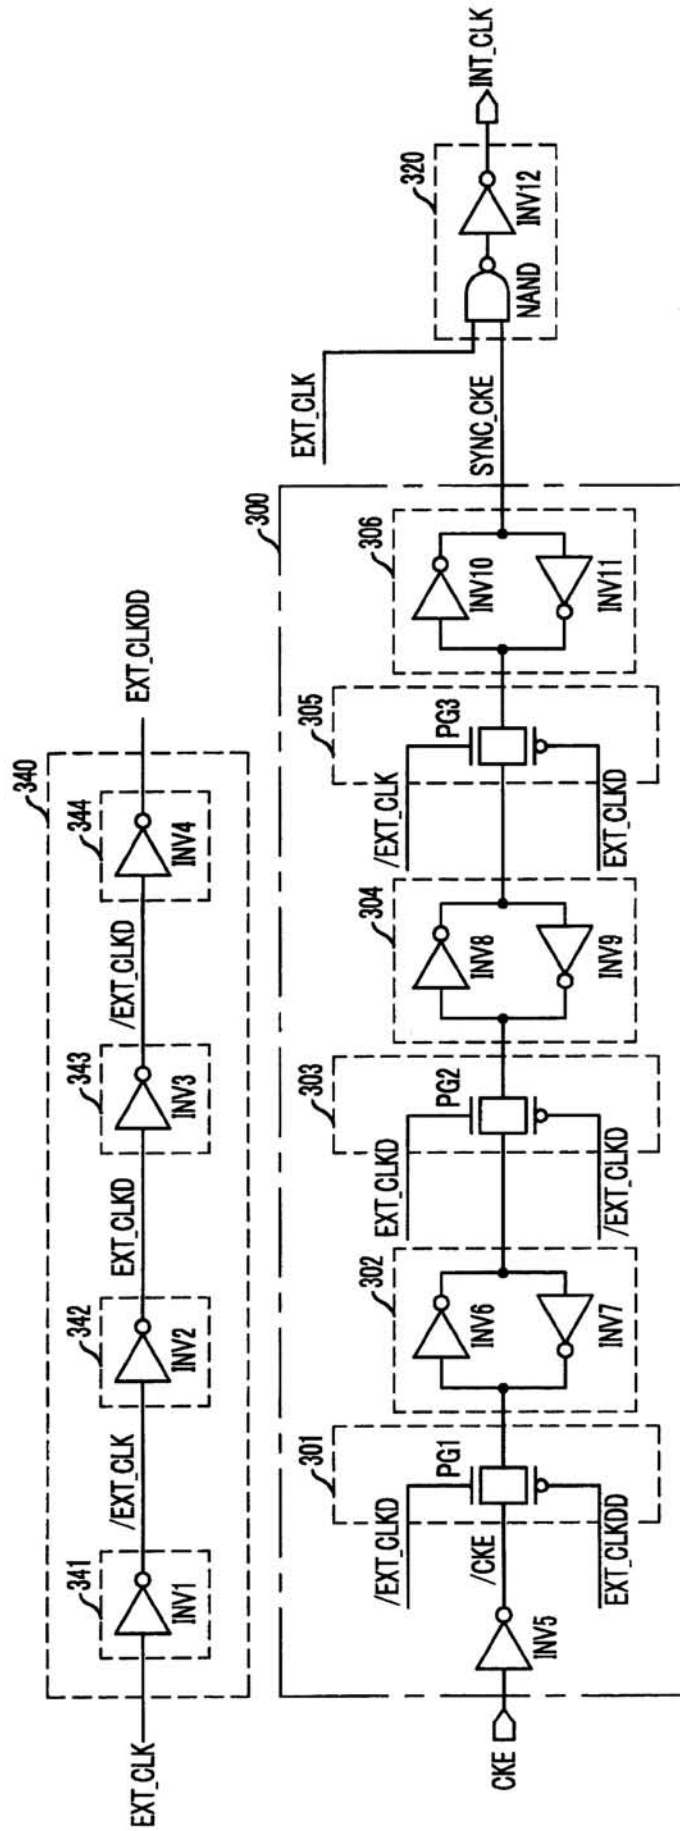 340
341
342
343
344
EXT_CLK
/EXT_CLK
EXT_CLKD
/EXT_CLKD
EXT_CLKDD
INV1
INV2
INV3
INV4
300
301
302
303
304
305
306
CKE
INV5
/CKE
/EXT_CLKD
PG1
EXT_CLKDD
INV6
INV7
EXT_CLKD
PG2
/EXT_CLKD
INV8
INV9
/EXT_CLK
PG3
EXT_CLKD
INV10
INV11
SYNC_CKE
EXT_CLK
320
NAND
INV12
INT_CLK